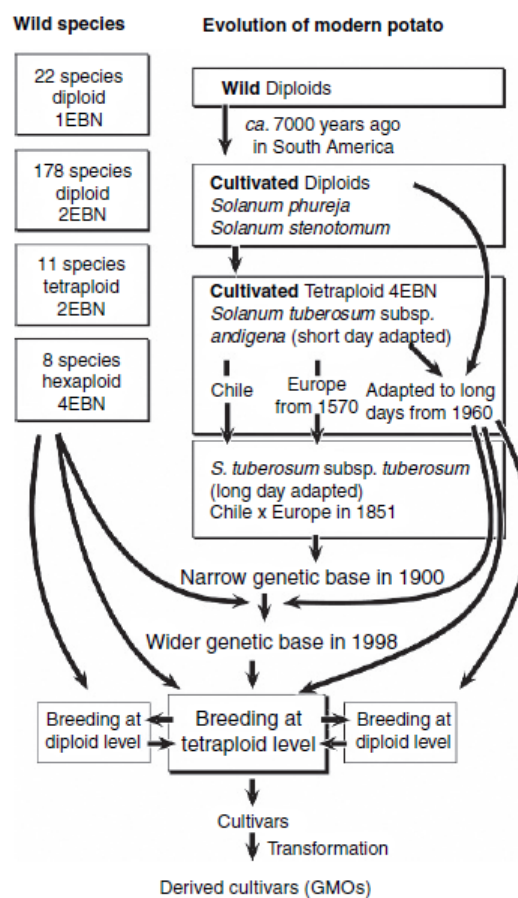 Wild species
22 species
diploid
1EBN
178 species
diploid
2EBN
11 species
tetraploid
2EBN
8 species
hexaploid
4EBN
Evolution of modern potato
Wild Diploids
ca. 7000 years ago
in South America
Cultivated Diploids
Solanum phureja
Solanum stenotomum
Cultivated Tetraploid 4EBN
Solanum tuberosum subsp.
andigena (short day adapted)
Chile
Europe
from 1570
Adapted to long
days from 1960
S. tuberosum subsp. tuberosum
(long day adapted)
Chile x Europe in 1851
Narrow genetic base in 1900
Wider genetic base in 1998
Breeding at
diploid level
Breeding at
tetraploid level
Breeding at
diploid level
Cultivars
Transformation
Derived cultivars (GMOs)